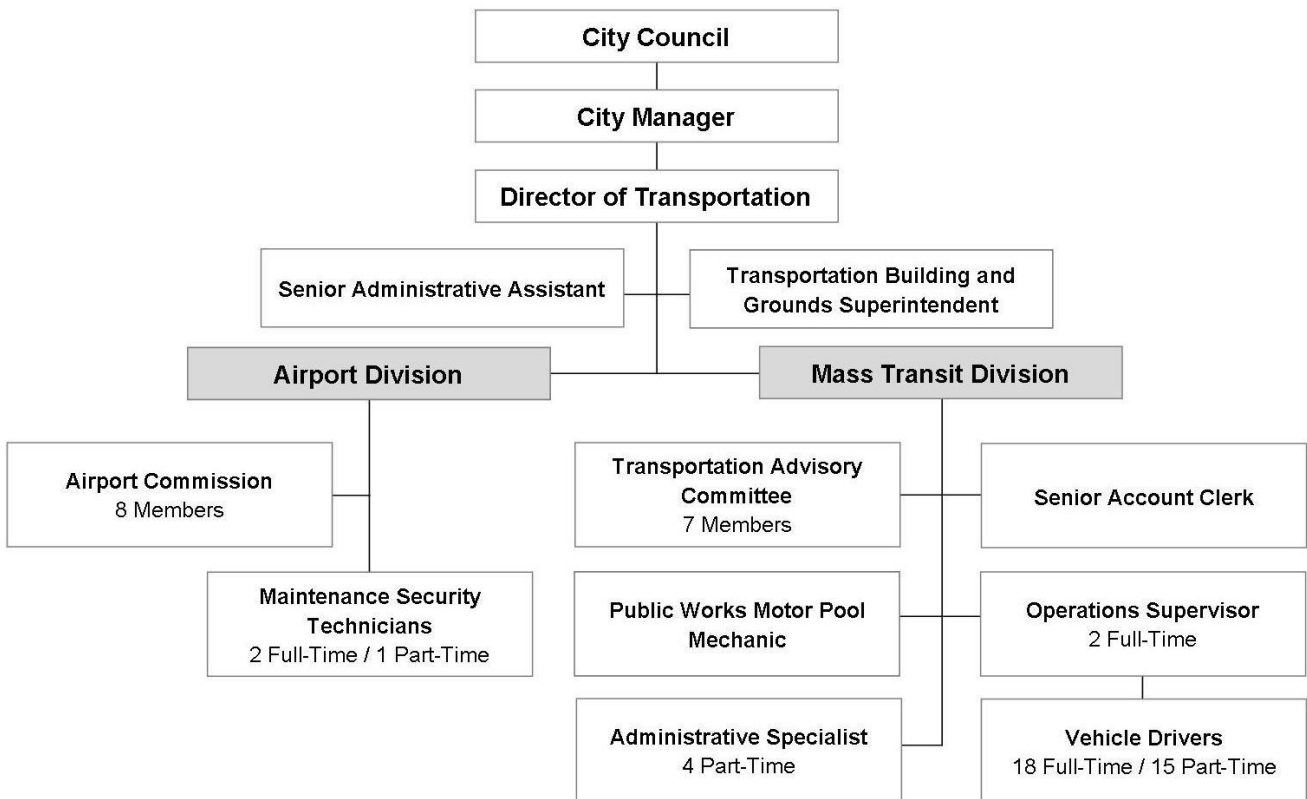 City Council
City Manager
Director of Transportation
Senior Administrative Assistant
Transportation Building and
Grounds Superintendent
Airport Division
Mass Transit Division
Airport Commission
8 Members
Maintenance Security
Technicians
2 Full-Time / 1 Part-Time
Transportation Advisory
Committee
7 Members
Senior Account Clerk
Public Works Motor Pool
Mechanic
Operations Supervisor
2 Full-Time
Administrative Specialist
4 Part-Time
Vehicle Drivers
18 Full-Time / 15 Part-Time